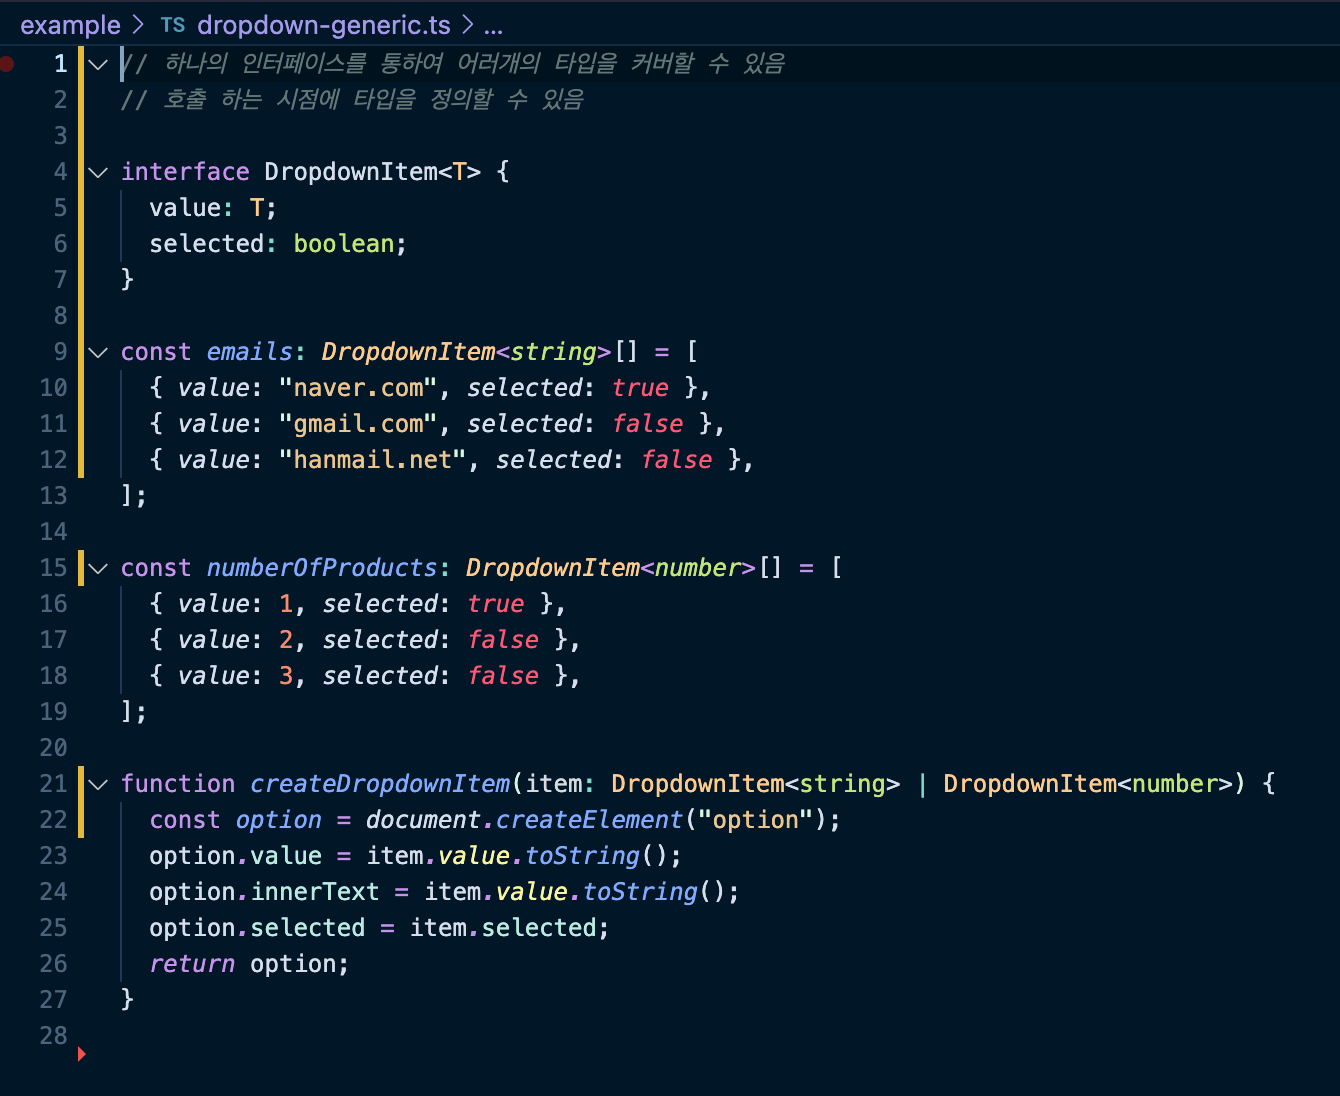 example > TS dropdown-generic.ts > ...
1 // 하나의 인터페이스를 통하여 어러개의 타입을 커버할 수 있음
2 // 호출 하는 시점에 타입을 정의할 수 있음
3
4 interface DropdownItem<T> {
5   value: T;
6   selected: boolean;
7 }
8
9 const emails: DropdownItem<string>[] = [
10   { value: "naver.com", selected: true },
11   { value: "gmail.com", selected: false },
12   { value: "hanmail.net", selected: false },
13 ];
14
15 const numberOfProducts: DropdownItem<number>[] = [
16   { value: 1, selected: true },
17   { value: 2, selected: false },
18   { value: 3, selected: false },
19 ];
20
21 function createDropdownItem(item: DropdownItem<string> | DropdownItem<number>) {
22   const option = document.createElement("option");
23   option.value = item.value.toString();
24   option.innerText = item.value.toString();
25   option.selected = item.selected;
26   return option;
27 }
28